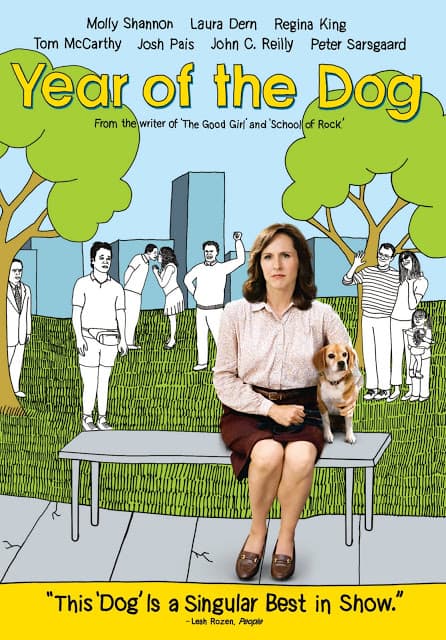 Molly Shannon Laura Dern Regina King
Tom McCarthy Josh Pais John C. Reilly Peter Sarsgaard
Year of the Dog
From the writer of 'The Good Girl' and 'School of Rock.'
"This 'Dog' Is a Singular Best in Show."
–Leah Rozen, People